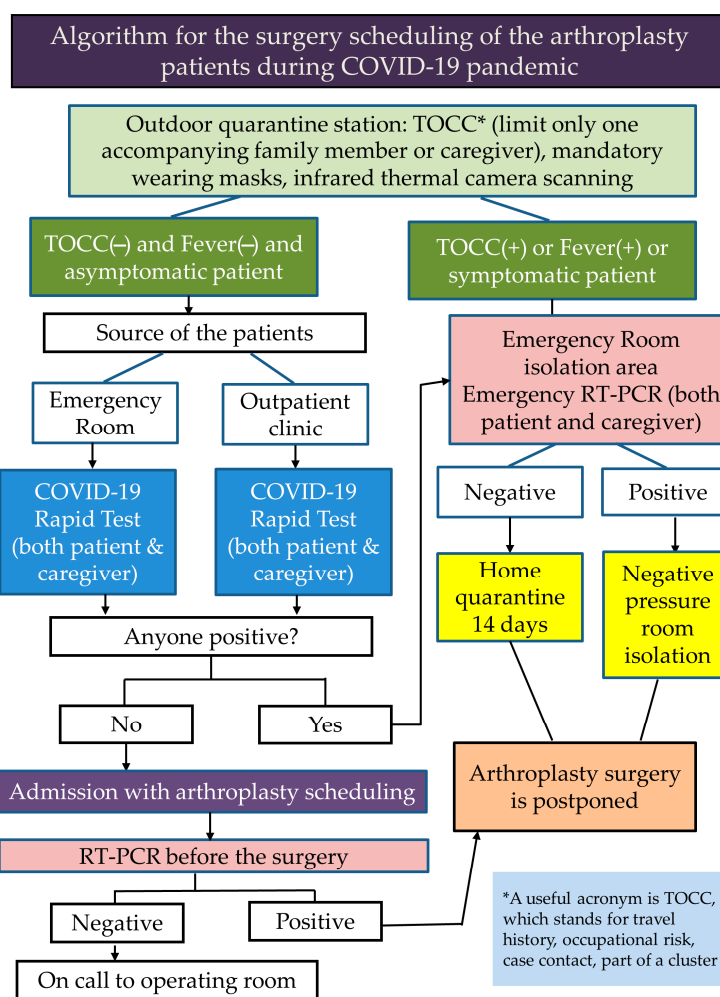 Algorithm for the surgery scheduling of the arthroplasty
patients during COVID-19 pandemic
Outdoor quarantine station: TOCC* (limit only one
accompanying family member or caregiver), mandatory
wearing masks, infrared thermal camera scanning
TOCC(–) and Fever(–) and
asymptomatic patient
TOCC(+) or Fever(+) or
symptomatic patient
Source of the patients
Emergency Room
isolation area
Emergency RT-PCR (both
patient and caregiver)
Emergency
Room
Outpatient
clinic
Negative
Positive
COVID-19
Rapid Test
(both patient &
caregiver)
COVID-19
Rapid Test
(both patient &
caregiver)
Home
quarantine
14 days
Negative
pressure
room
isolation
Anyone positive?
No
Yes
Arthroplasty surgery
is postponed
Admission with arthroplasty scheduling
RT-PCR before the surgery
Negative
Positive
On call to operating room
*A useful acronym is TOCC,
which stands for travel
history, occupational risk,
case contact, part of a cluster